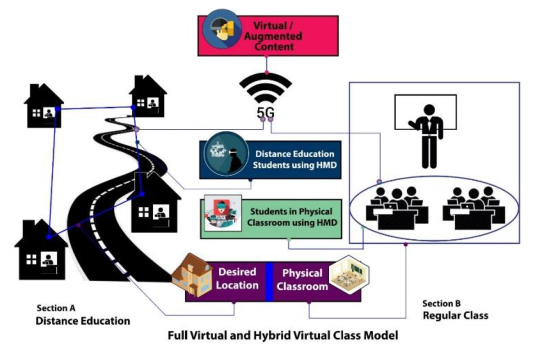 Virtual /
Augmented
Content
5G
Distance Education
Students using HMD
Students in Physical
Classroom using HMD
Desired
Location
Physical
Classroom
Section A
Distance Education
Section B
Regular Class
Full Virtual and Hybrid Virtual Class Model